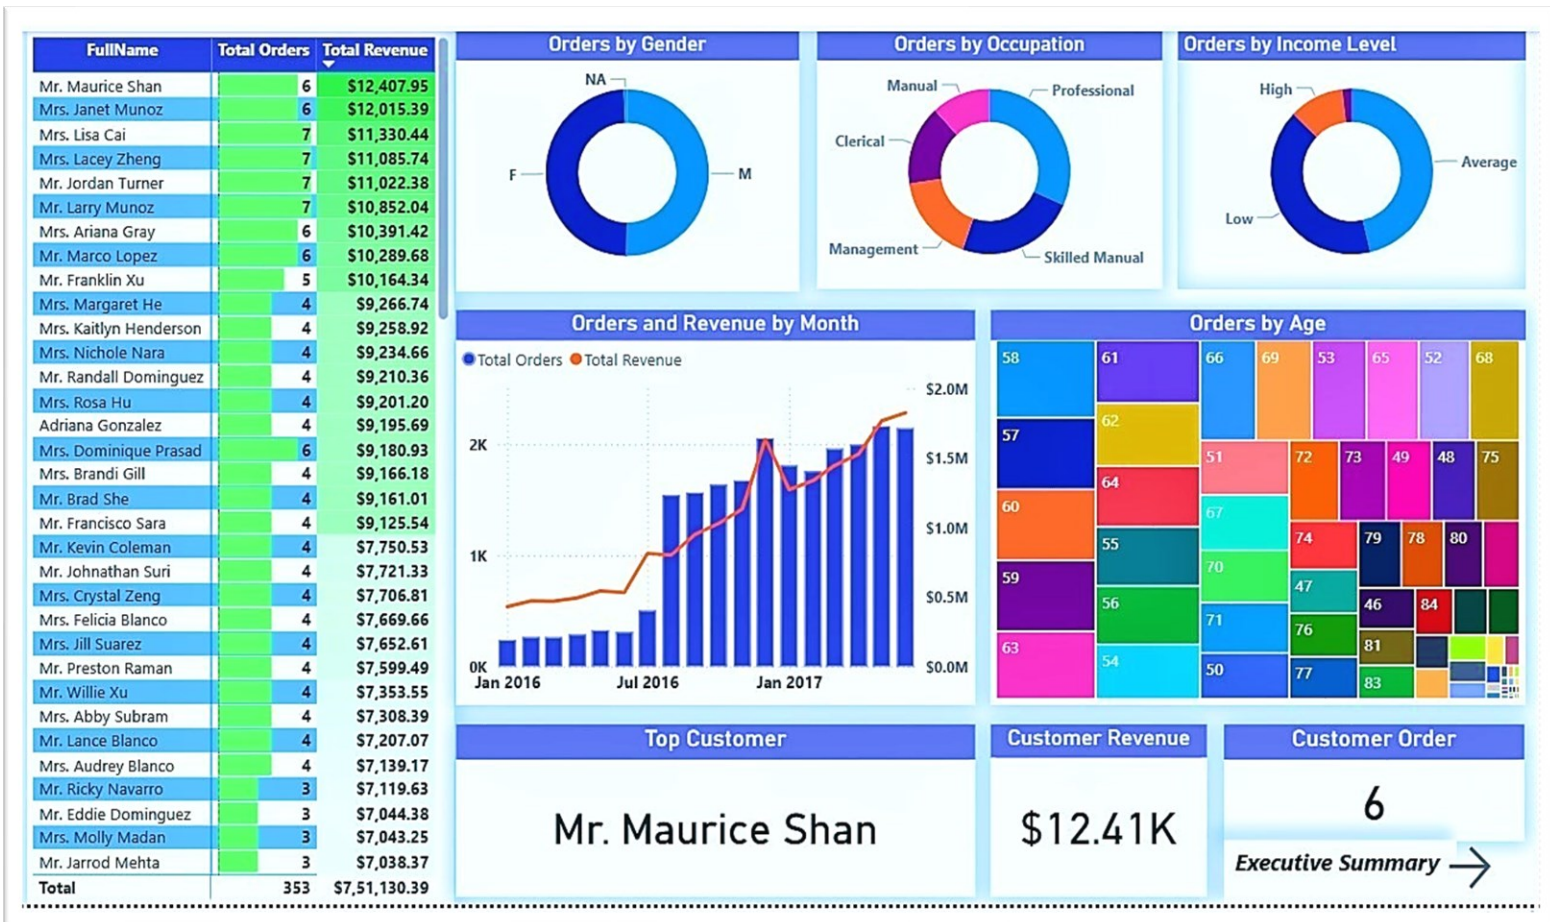 FullName Total Orders Total Revenue
Mr. Maurice Shan 6 $12,407.95
Mrs. Janet Munoz 6 $12,015.39
Mrs. Lisa Cai 7 $11,330.44
Mrs. Lacey Zheng 7 $11,085.74
Mr. Jordan Turner 7 $11,022.38
Mr. Larry Munoz 7 $10,852.04
Mrs. Ariana Gray 6 $10,391.42
Mr. Marco Lopez 6 $10,289.68
Mr. Franklin Xu 5 $10,164.34
Mrs. Margaret He 4 $9,266.74
Mrs. Kaitlyn Henderson 4 $9,258.92
Mrs. Nichole Nara 4 $9,234.66
Mr. Randall Dominguez 4 $9,210.36
Mrs. Rosa Hu 4 $9,201.20
Adriana Gonzalez 4 $9,195.69
Mrs. Dominique Prasad 6 $9,180.93
Mrs. Brandi Gill 4 $9,166.18
Mr. Brad She 4 $9,161.01
Mr. Francisco Sara 4 $9,125.54
Mr. Kevin Coleman 4 $7,750.53
Mr. Johnathan Suri 4 $7,721.33
Mrs. Crystal Zeng 4 $7,706.81
Mrs. Felicia Blanco 4 $7,669.66
Mrs. Jill Suarez 4 $7,652.61
Mr. Preston Raman 4 $7,599.49
Mr. Willie Xu 4 $7,353.55
Mrs. Abby Subram 4 $7,308.39
Mr. Lance Blanco 4 $7,207.07
Mrs. Audrey Blanco 4 $7,139.17
Mr. Ricky Navarro 3 $7,119.63
Mr. Eddie Dominguez 3 $7,044.38
Mrs. Molly Madan 3 $7,043.25
Mr. Jarrod Mehta 3 $7,038.37
Total 353 $7,51,130.39
Orders by Gender
NA
F
M
Orders by Occupation
Manual
Professional
Clerical
Management
Skilled Manual
Orders by Income Level
High
Average
Low
Orders and Revenue by Month
Total Orders Total Revenue
$2.0M
2K
$1.5M
$1.0M
1K
$0.5M
0K
$0.0M
Jan 2016 Jul 2016 Jan 2017
Orders by Age
58 61 66 69 53 65 52 68
57 62 51 72 73 49 48 75
60 64 67 74 79 78 80
59 55 70 47 46 84
63 56 71 76 81
54 50 77 83
Top Customer
Mr. Maurice Shan
Customer Revenue
$12.41K
Customer Order
6
Executive Summary